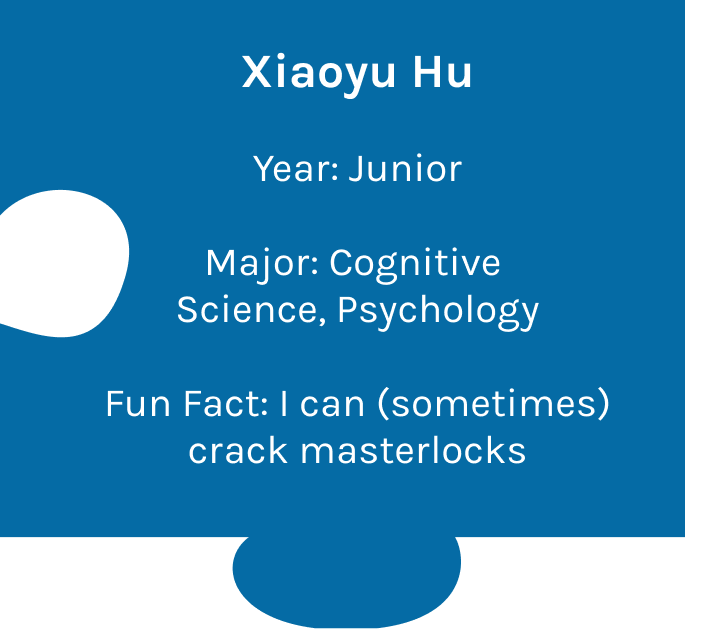 Xiaoyu Hu
Year: Junior
Major: Cognitive
Science, Psychology
Fun Fact: I can (sometimes)
crack masterlocks